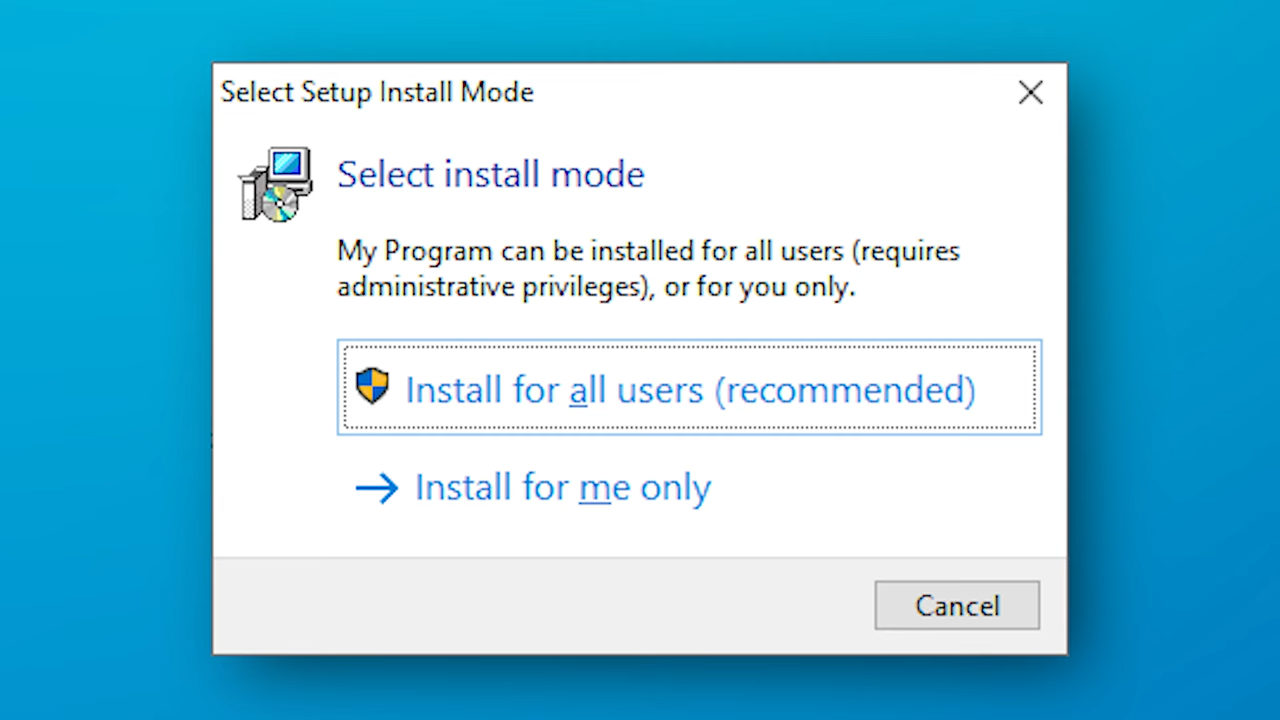 Select Setup Install Mode
Select install mode
My Program can be installed for all users (requires
administrative privileges), or for you only.
Install for all users (recommended)
Install for me only
Cancel